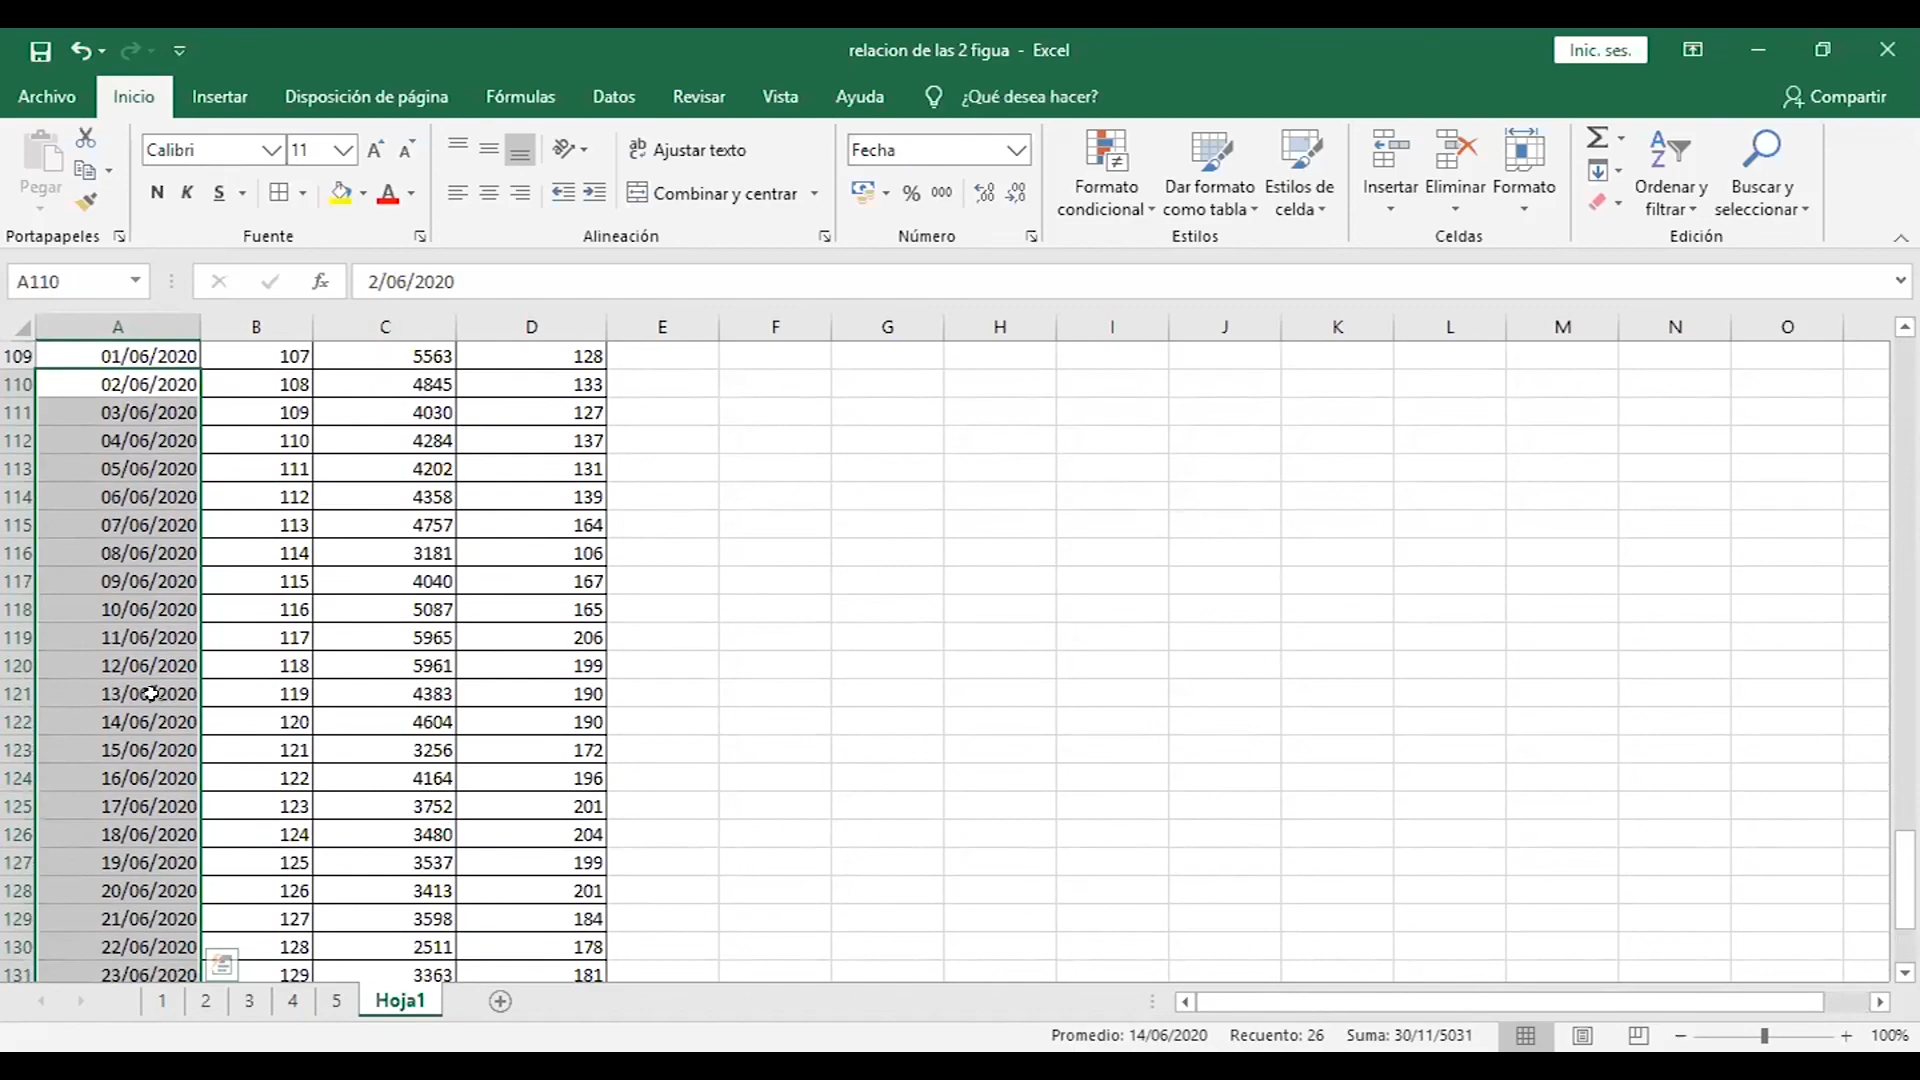 relacion de las 2 figua - Excel
Inic. ses.
Archivo Inicio Insertar Disposición de página Fórmulas Datos Revisar Vista Ayuda ¿Qué desea hacer? Compartir
Pegar Calibri 11 ab Ajustar texto Fecha Formato condicional Dar formato como tabla Estilos de celda Insertar Eliminar Formato Ordenar y filtrar Buscar y seleccionar
N K S A Combinar y centrar % 000
Portapapeles Fuente Alineación Número Estilos Celdas Edición
A110 fx 2/06/2020
A B C D E F G H I J K L M N O
109 01/06/2020 107 5563 128
110 02/06/2020 108 4845 133
111 03/06/2020 109 4030 127
112 04/06/2020 110 4284 137
113 05/06/2020 111 4202 131
114 06/06/2020 112 4358 139
115 07/06/2020 113 4757 164
116 08/06/2020 114 3181 106
117 09/06/2020 115 4040 167
118 10/06/2020 116 5087 165
119 11/06/2020 117 5965 206
120 12/06/2020 118 5961 199
121 13/06/2020 119 4383 190
122 14/06/2020 120 4604 190
123 15/06/2020 121 3256 172
124 16/06/2020 122 4164 196
125 17/06/2020 123 3752 201
126 18/06/2020 124 3480 204
127 19/06/2020 125 3537 199
128 20/06/2020 126 3413 201
129 21/06/2020 127 3598 184
130 22/06/2020 128 2511 178
131 23/06/2020 129 3363 181
1 2 3 4 5 Hoja1
Promedio: 14/06/2020 Recuento: 26 Suma: 30/11/5031 100%